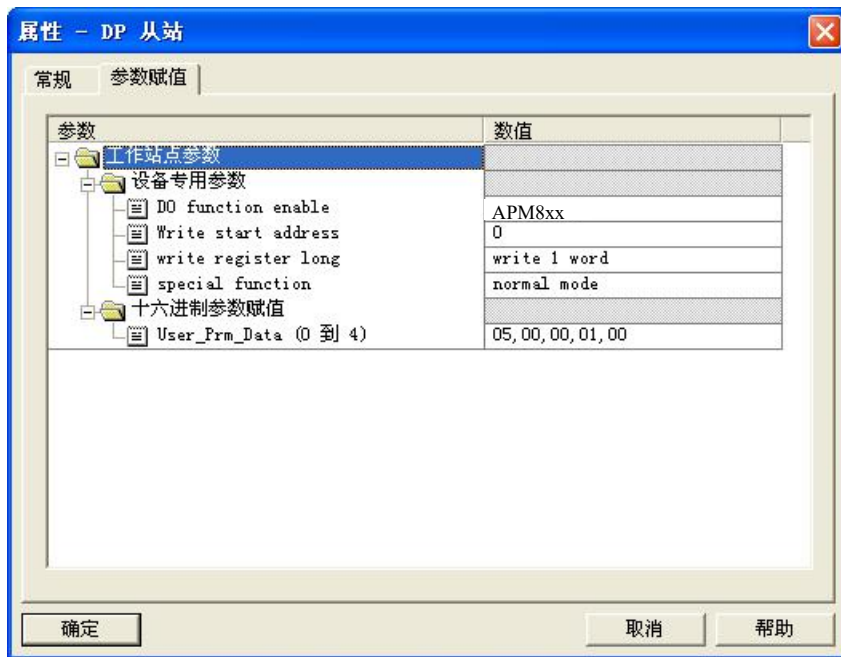 属性 - DP 从站
常规 参数赋值
参数 数值
工作站点参数
设备专用参数
DO function enable APM8xx
Write start address 0
write register long write 1 word
special function normal mode
十六进制参数赋值
User_Prm_Data (0 到 4) 05,00,00,01,00
确定 取消 帮助